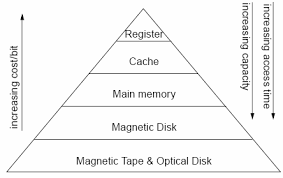 Register
Cache
Main memory
Magnetic Disk
Magnetic Tape & Optical Disk
increasing cost/bit
increasing capacity
increasing access time